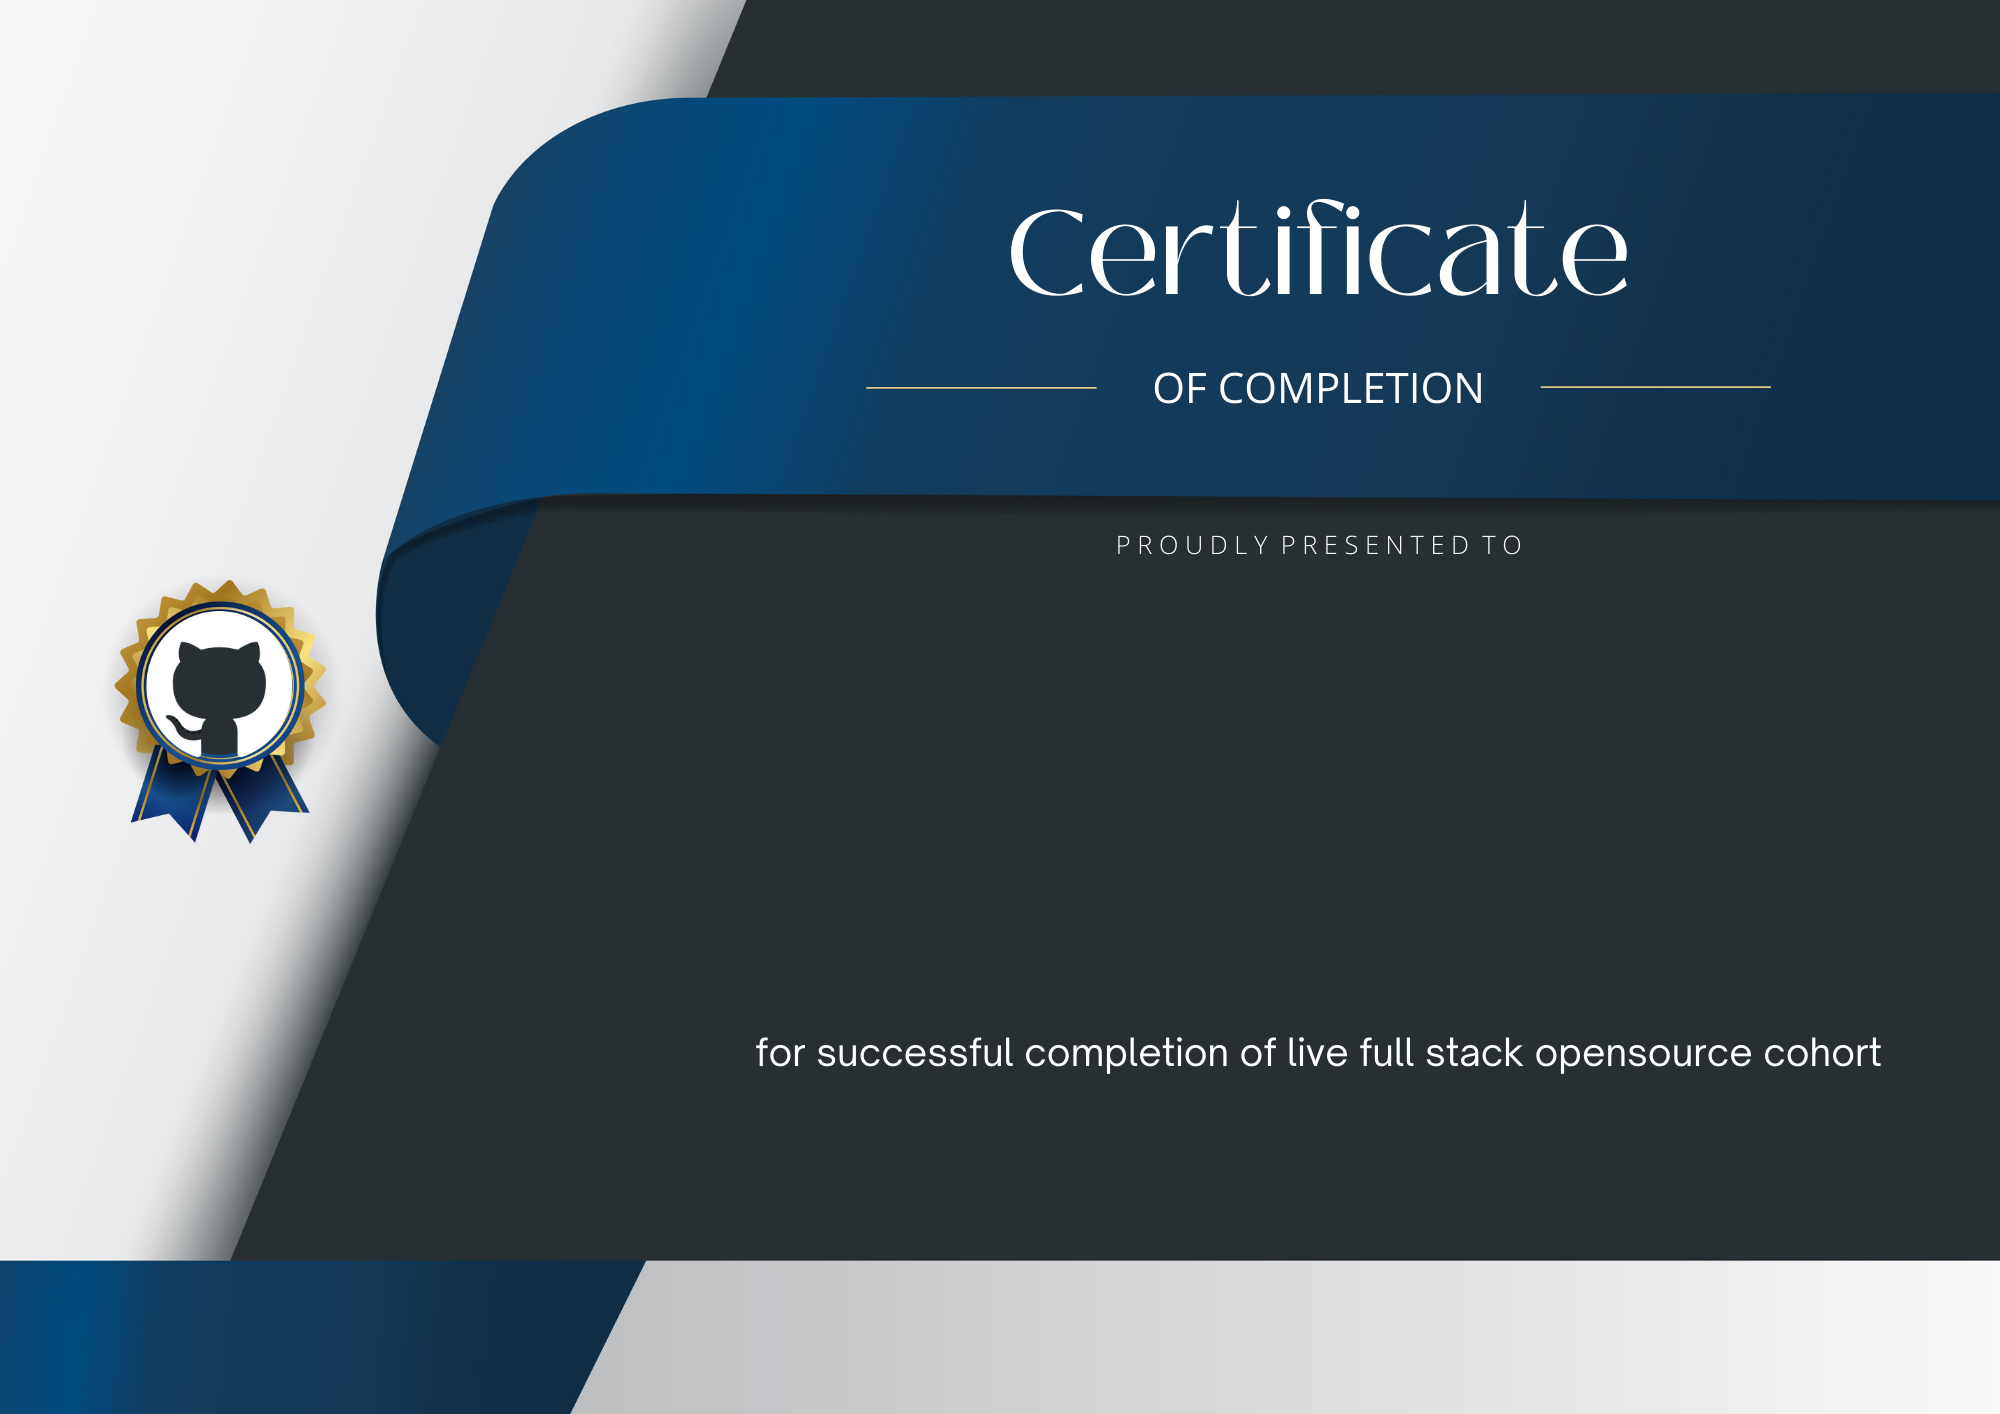 Certificate
OF COMPLETION
PROUDLY PRESENTED TO
for successful completion of live full stack opensource cohort